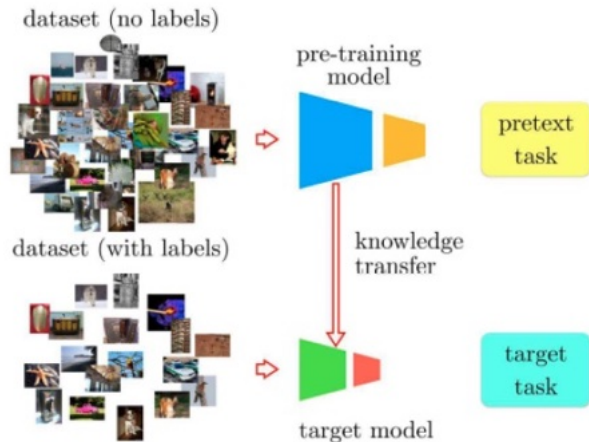 dataset (no labels)
pre-training
model
pretext
task
knowledge
transfer
dataset (with labels)
target
task
target model